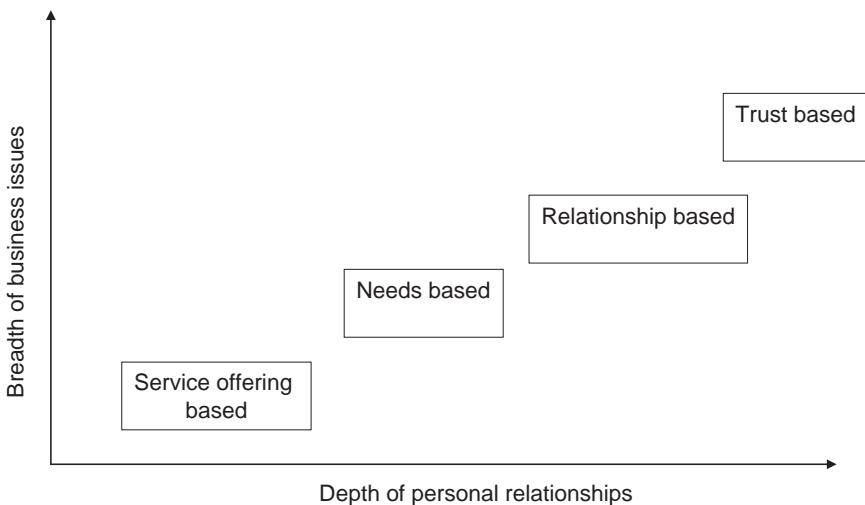 Trust based
Relationship based
Needs based
Service offering
based
Breadth of business issues
Depth of personal relationships